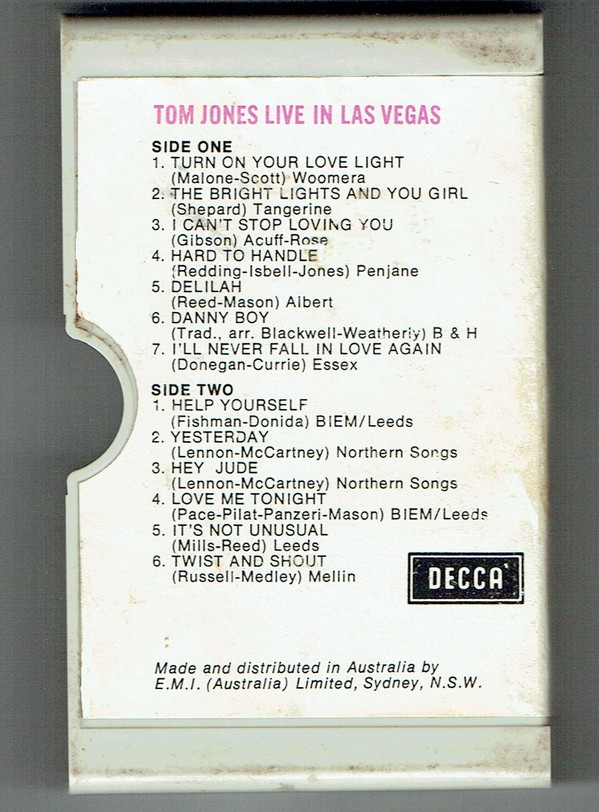 TOM JONES LIVE IN LAS VEGAS
SIDE ONE
1. TURN ON YOUR LOVE LIGHT
(Malone-Scott) Woomera
2. THE BRIGHT LIGHTS AND YOU GIRL
(Shepard) Tangerine
3. I CAN'T STOP LOVING YOU
(Gibson) Acuff-Rose
4. HARD TO HANDLE
(Redding-Isbell-Jones) Penjane
5. DELILAH
(Reed-Mason) Albert
6. DANNY BOY
(Trad., arr. Blackwell-Weatherly) B & H
7. I'LL NEVER FALL IN LOVE AGAIN
(Donegan-Currie) Essex
SIDE TWO
1. HELP YOURSELF
(Fishman-Donida) BIEM/Leeds
2. YESTERDAY
(Lennon-McCartney) Northern Songs
3. HEY JUDE
(Lennon-McCartney) Northern Songs
4. LOVE ME TONIGHT
(Pace-Pilat-Panzeri-Mason) BIEM/Leeds
5. IT'S NOT UNUSUAL
(Mills-Reed) Leeds
6. TWIST AND SHOUT
(Russell-Medley) Mellin
DECCA
Made and distributed in Australia by
E.M.I. (Australia) Limited, Sydney, N.S.W.